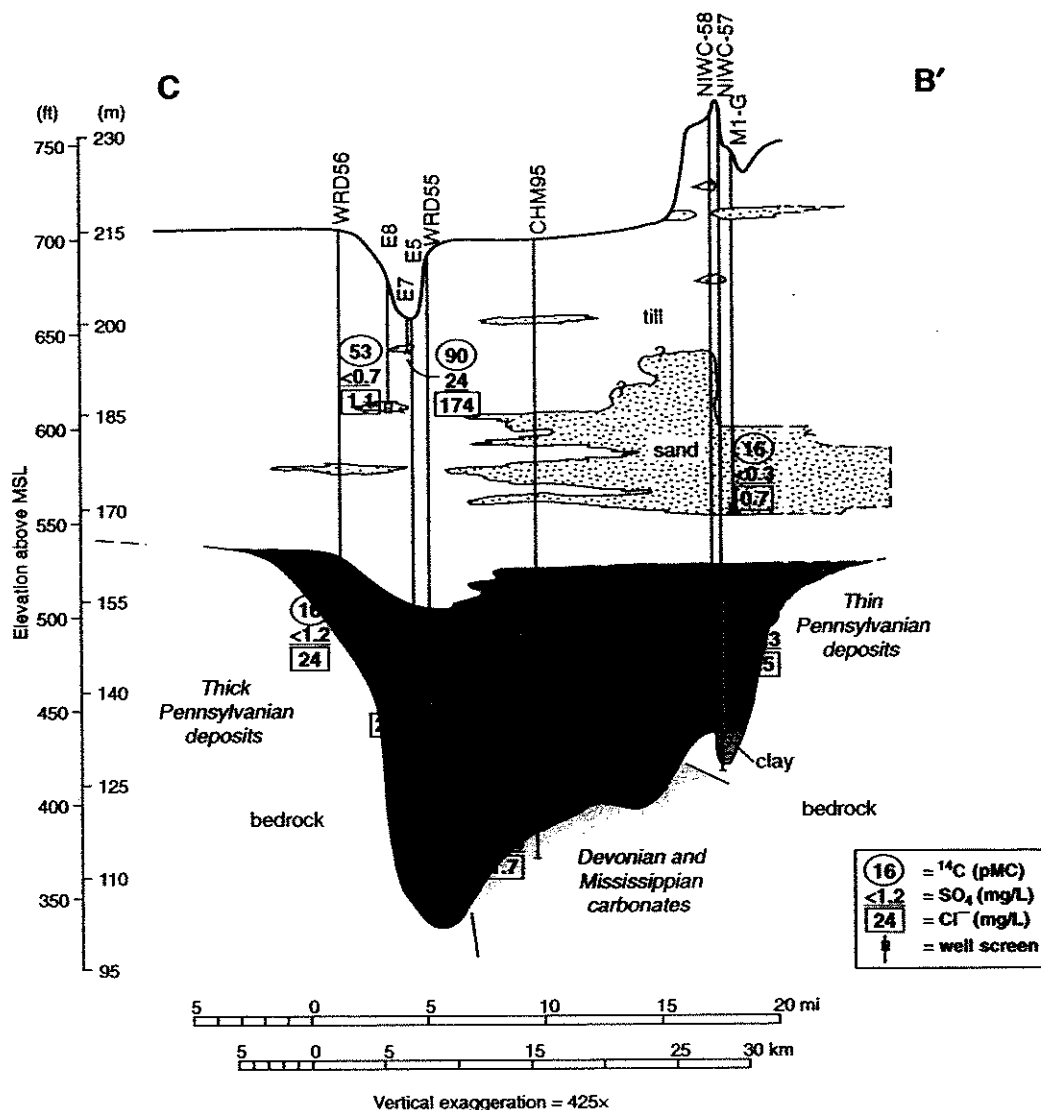 C
B′
NIWC-58
NIWC-57
M1-G
(ft)
(m)
750
230
WRD56
E8
E5
WRD55
CHM95
E7
700
215
till
650
200
53
<0.7
1.1
90
24
174
600
185
sand
16
<0.3
0.7
550
170
Elevation above MSL
500
155
16
<1.2
24
Thin
Pennsylvanian
deposits
Thick
Pennsylvanian
deposits
450
140
clay
400
125
bedrock
bedrock
Devonian and
Mississippian
carbonates
350
110
95
16 = ¹⁴C (pMC)
<1.2 = SO₄ (mg/L)
24 = Cl⁻ (mg/L)
= well screen
5 0 5 10 15 20 mi
5 0 5 15 25 30 km
Vertical exaggeration = 425×